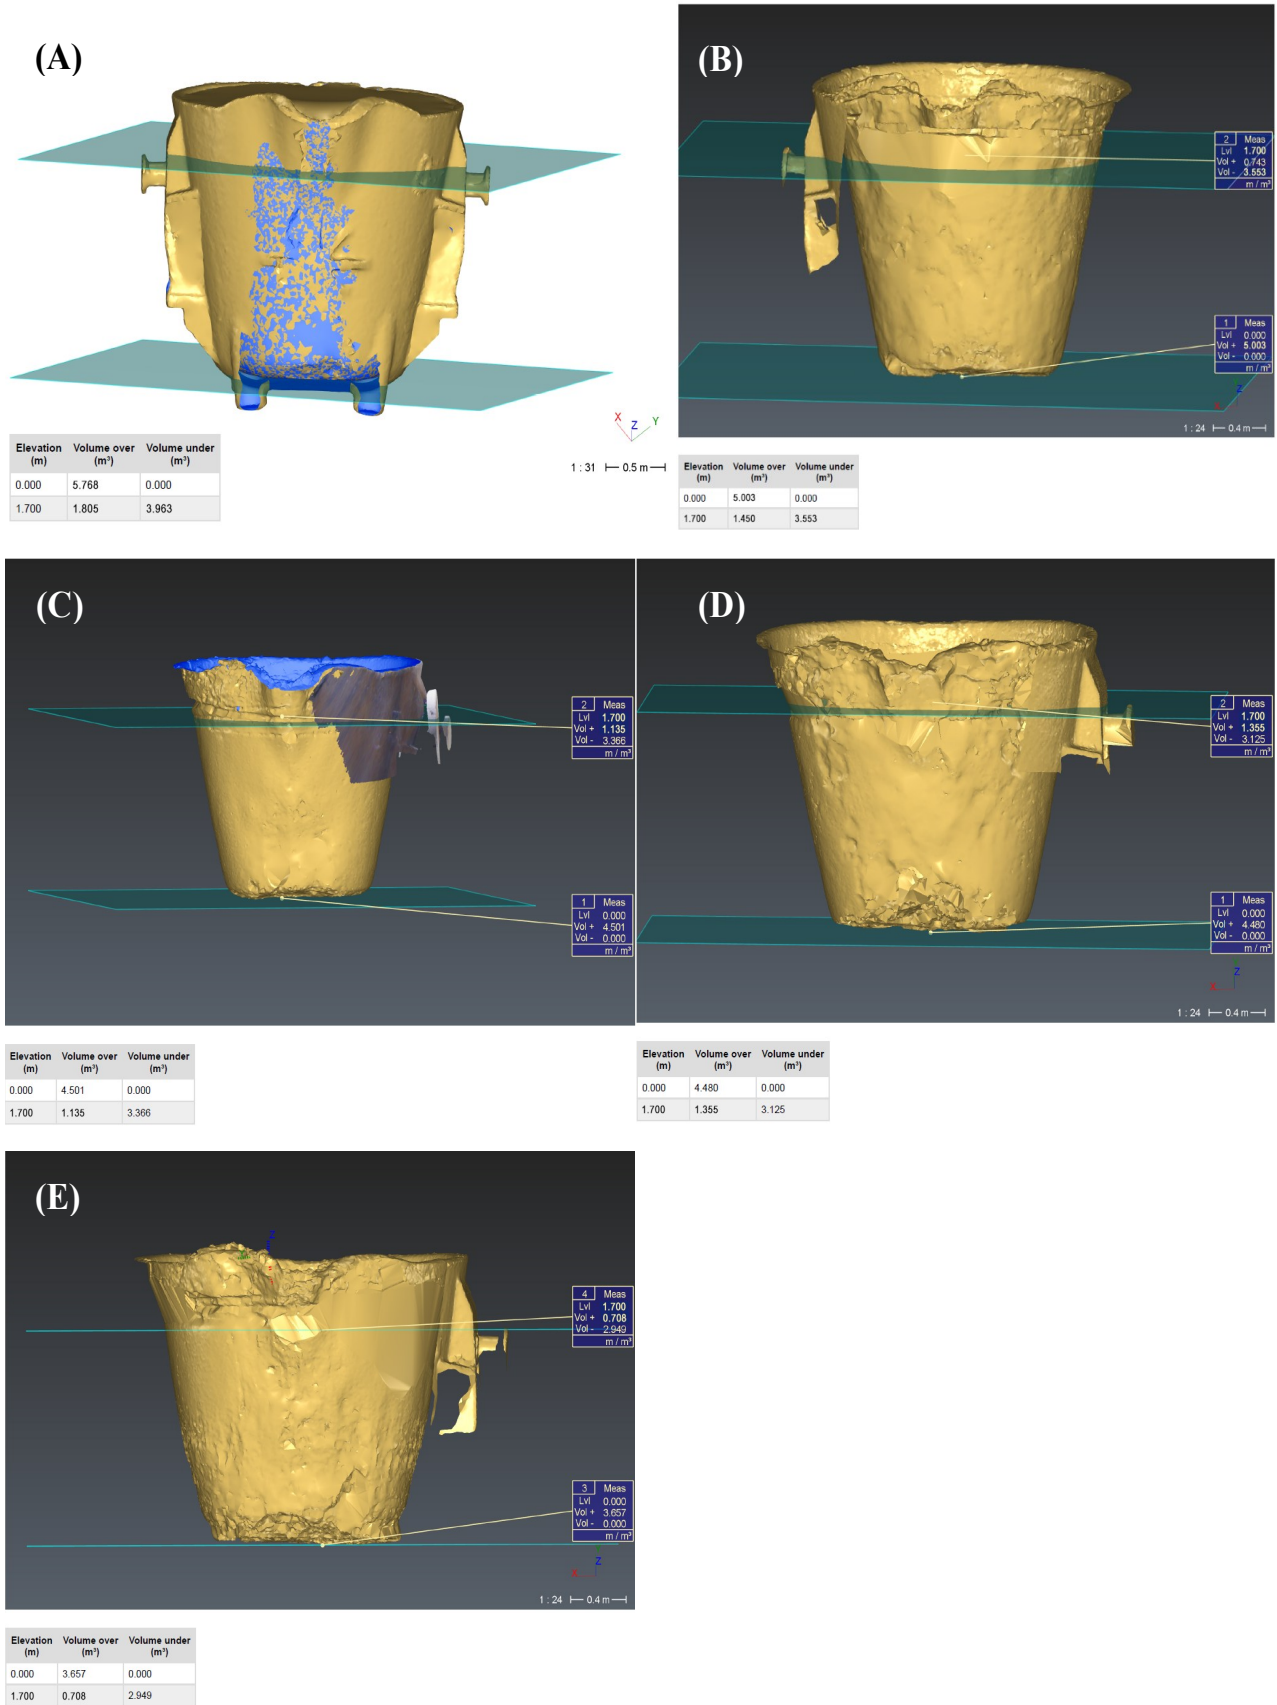 (A)
X Z Y
1 : 31 0.5 m
Elevation (m) Volume over (m³) Volume under (m³)
0.000 5.768 0.000
1.700 1.805 3.963
(B)
2 Meas
Lvl 1.700
Vol + 0.743
Vol - 3.553
m / m³
1 Meas
Lvl 0.000
Vol + 5.003
Vol - 0.000
m / m³
Z
X
1 : 24 0.4 m
Elevation (m) Volume over (m³) Volume under (m³)
0.000 5.003 0.000
1.700 1.450 3.553
(C)
2 Meas
Lvl 1.700
Vol + 1.135
Vol - 3.366
m / m³
1 Meas
Lvl 0.000
Vol + 4.501
Vol - 0.000
m / m³
Elevation (m) Volume over (m³) Volume under (m³)
0.000 4.501 0.000
1.700 1.135 3.366
(D)
2 Meas
Lvl 1.700
Vol + 1.355
Vol - 3.125
m / m³
1 Meas
Lvl 0.000
Vol + 4.480
Vol - 0.000
m / m³
Z
X
1 : 24 0.4 m
Elevation (m) Volume over (m³) Volume under (m³)
0.000 4.480 0.000
1.700 1.355 3.125
(E)
Z
4 Meas
Lvl 1.700
Vol + 0.708
Vol - 2.949
m / m³
3 Meas
Lvl 0.000
Vol + 3.657
Vol - 0.000
m / m³
Z
X
1 : 24 0.4 m
Elevation (m) Volume over (m³) Volume under (m³)
0.000 3.657 0.000
1.700 0.708 2.949